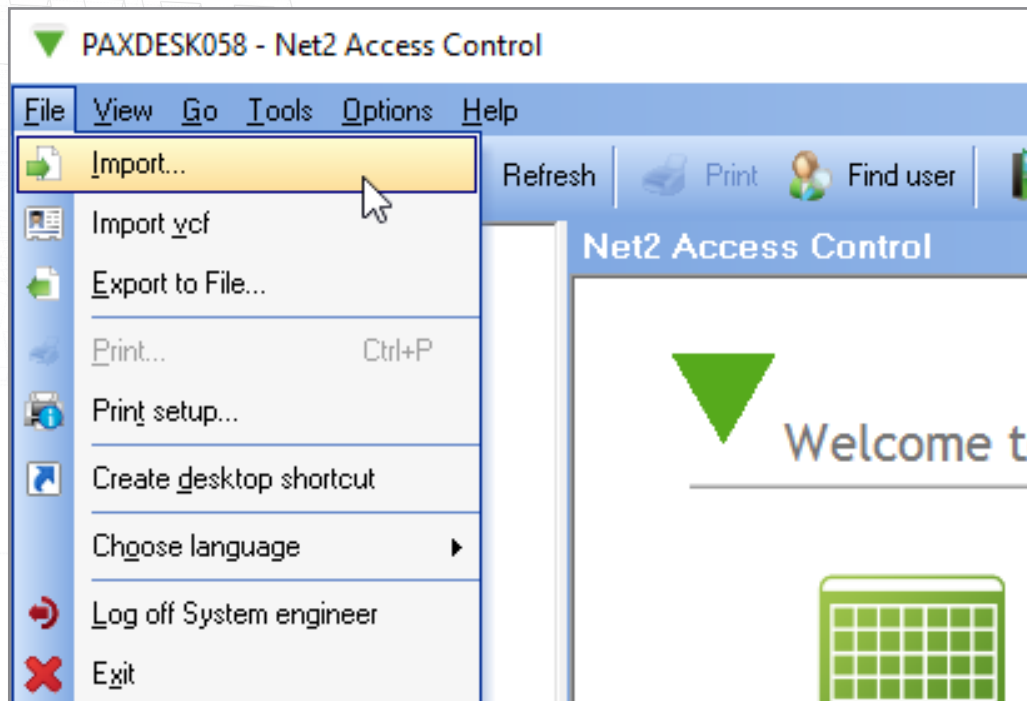 PAXDESK058 - Net2 Access Control
File View Go Tools Options Help
Import...
Refresh Print Find user
Import vcf
Net2 Access Control
Export to File...
Print... Ctrl+P
Print setup...
Welcome t
Create desktop shortcut
Choose language
Log off System engineer
Exit